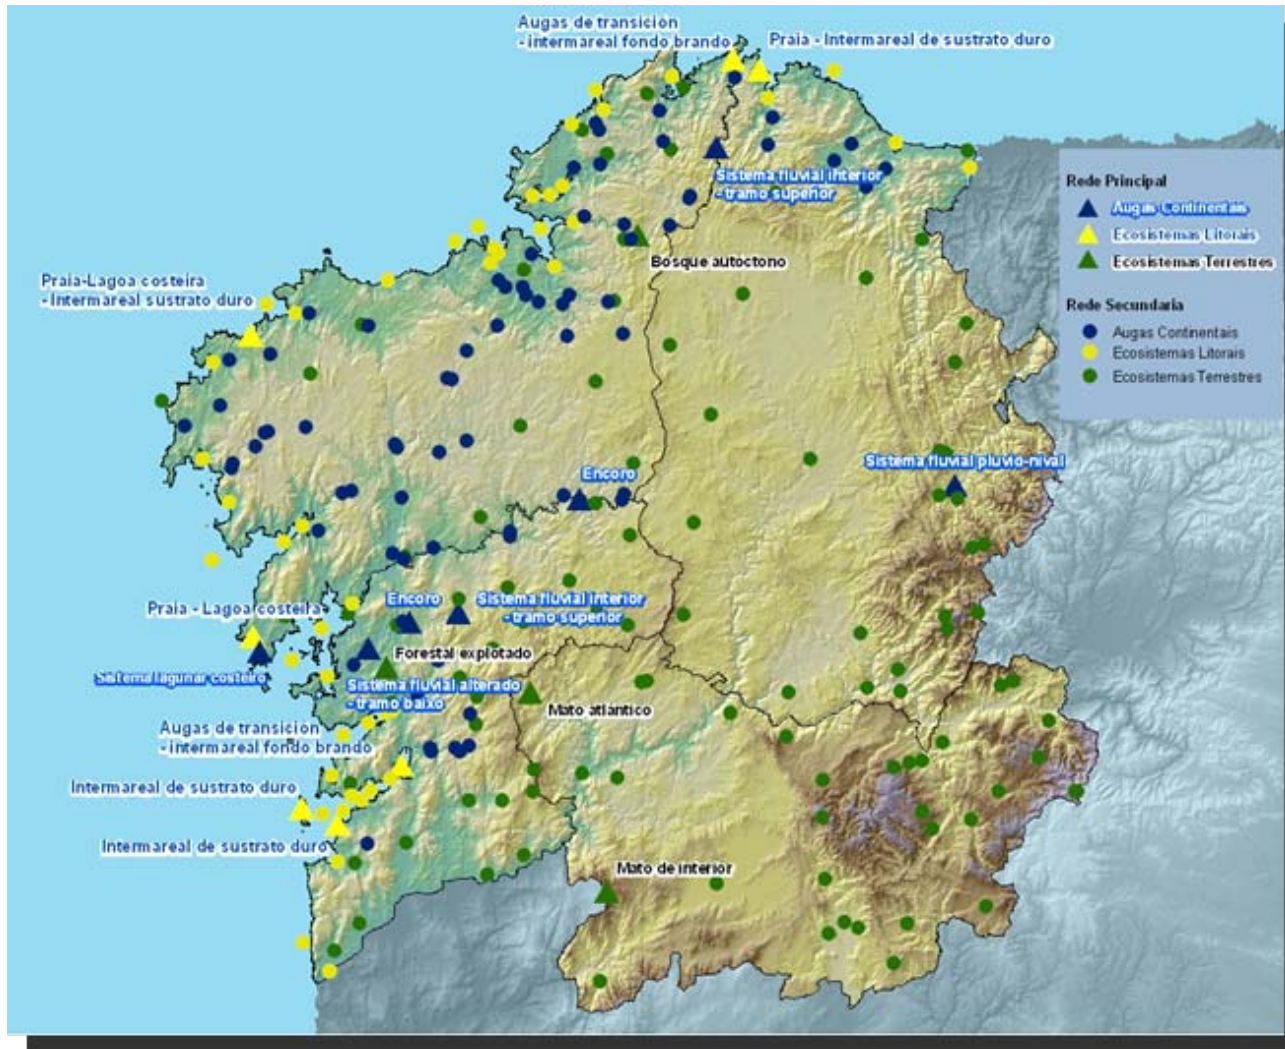 Augas de transición
- intermareal fondo brando
Praia - Intermareal de sustrato duro
Sistema fluvial interior
- tramo superior
Rede Principal
Augas Continentais
Ecosistemas Litorais
Ecosistemas Terrestres
Rede Secundaria
Augas Continentais
Ecosistemas Litorais
Ecosistemas Terrestres
Bosque autoctono
Praia-Lagoa costeira
- Intermareal sustrato duro
Sistema fluvial pluvio-nival
Encoro
Praia - Lagoa costeira
Encoro
Sistema fluvial interior
- tramo superior
Forestal explotado
Sistema lagunar costeiro
Sistema fluvial alterado
- tramo baixo
Mato atlántico
Augas de transición
- intermareal fondo brando
Intermareal de sustrato duro
Intermareal de sustrato duro
Mato de interior